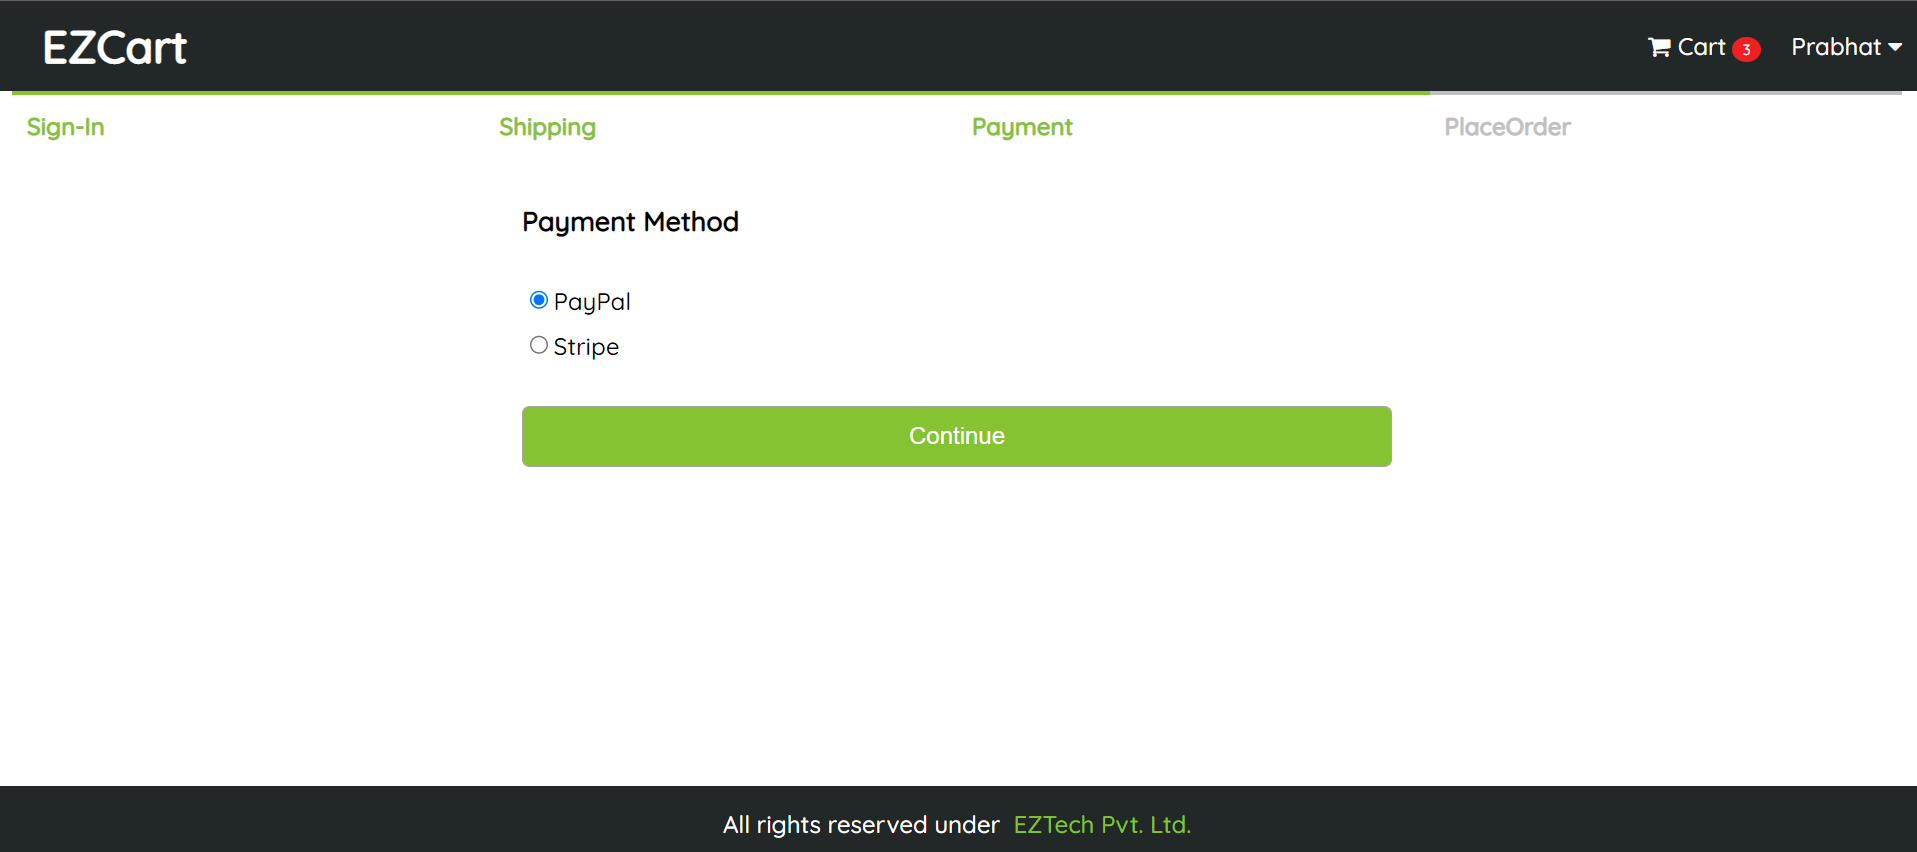 EZCart
Cart 3 Prabhat
Sign-In Shipping Payment PlaceOrder
Payment Method
PayPal
Stripe
Continue
All rights reserved under EZTech Pvt. Ltd.